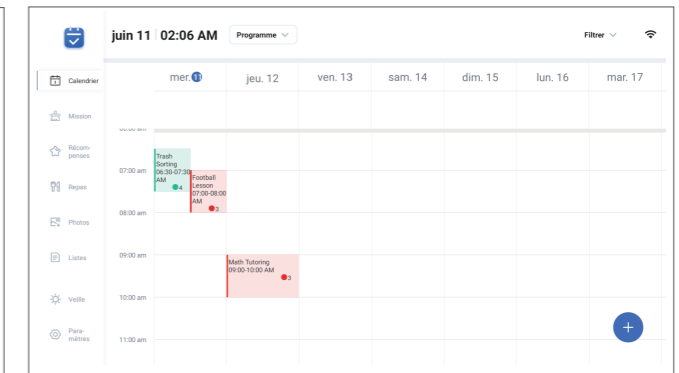 juin 11 02:06 AM Programme Filtrer
Calendrier
mer. 11 jeu. 12 ven. 13 sam. 14 dim. 15 lun. 16 mar. 17
Mission
Récom-
penses
Trash
Sorting
06:30-07:30
AM
4
07:00 am
Football
Lesson
07:00-08:00
AM
3
Repas
08:00 am
Photos
Listes
09:00 am
Math Tutoring
09:00-10:00 AM
3
Veille
10:00 am
Para-
mètres
11:00 am